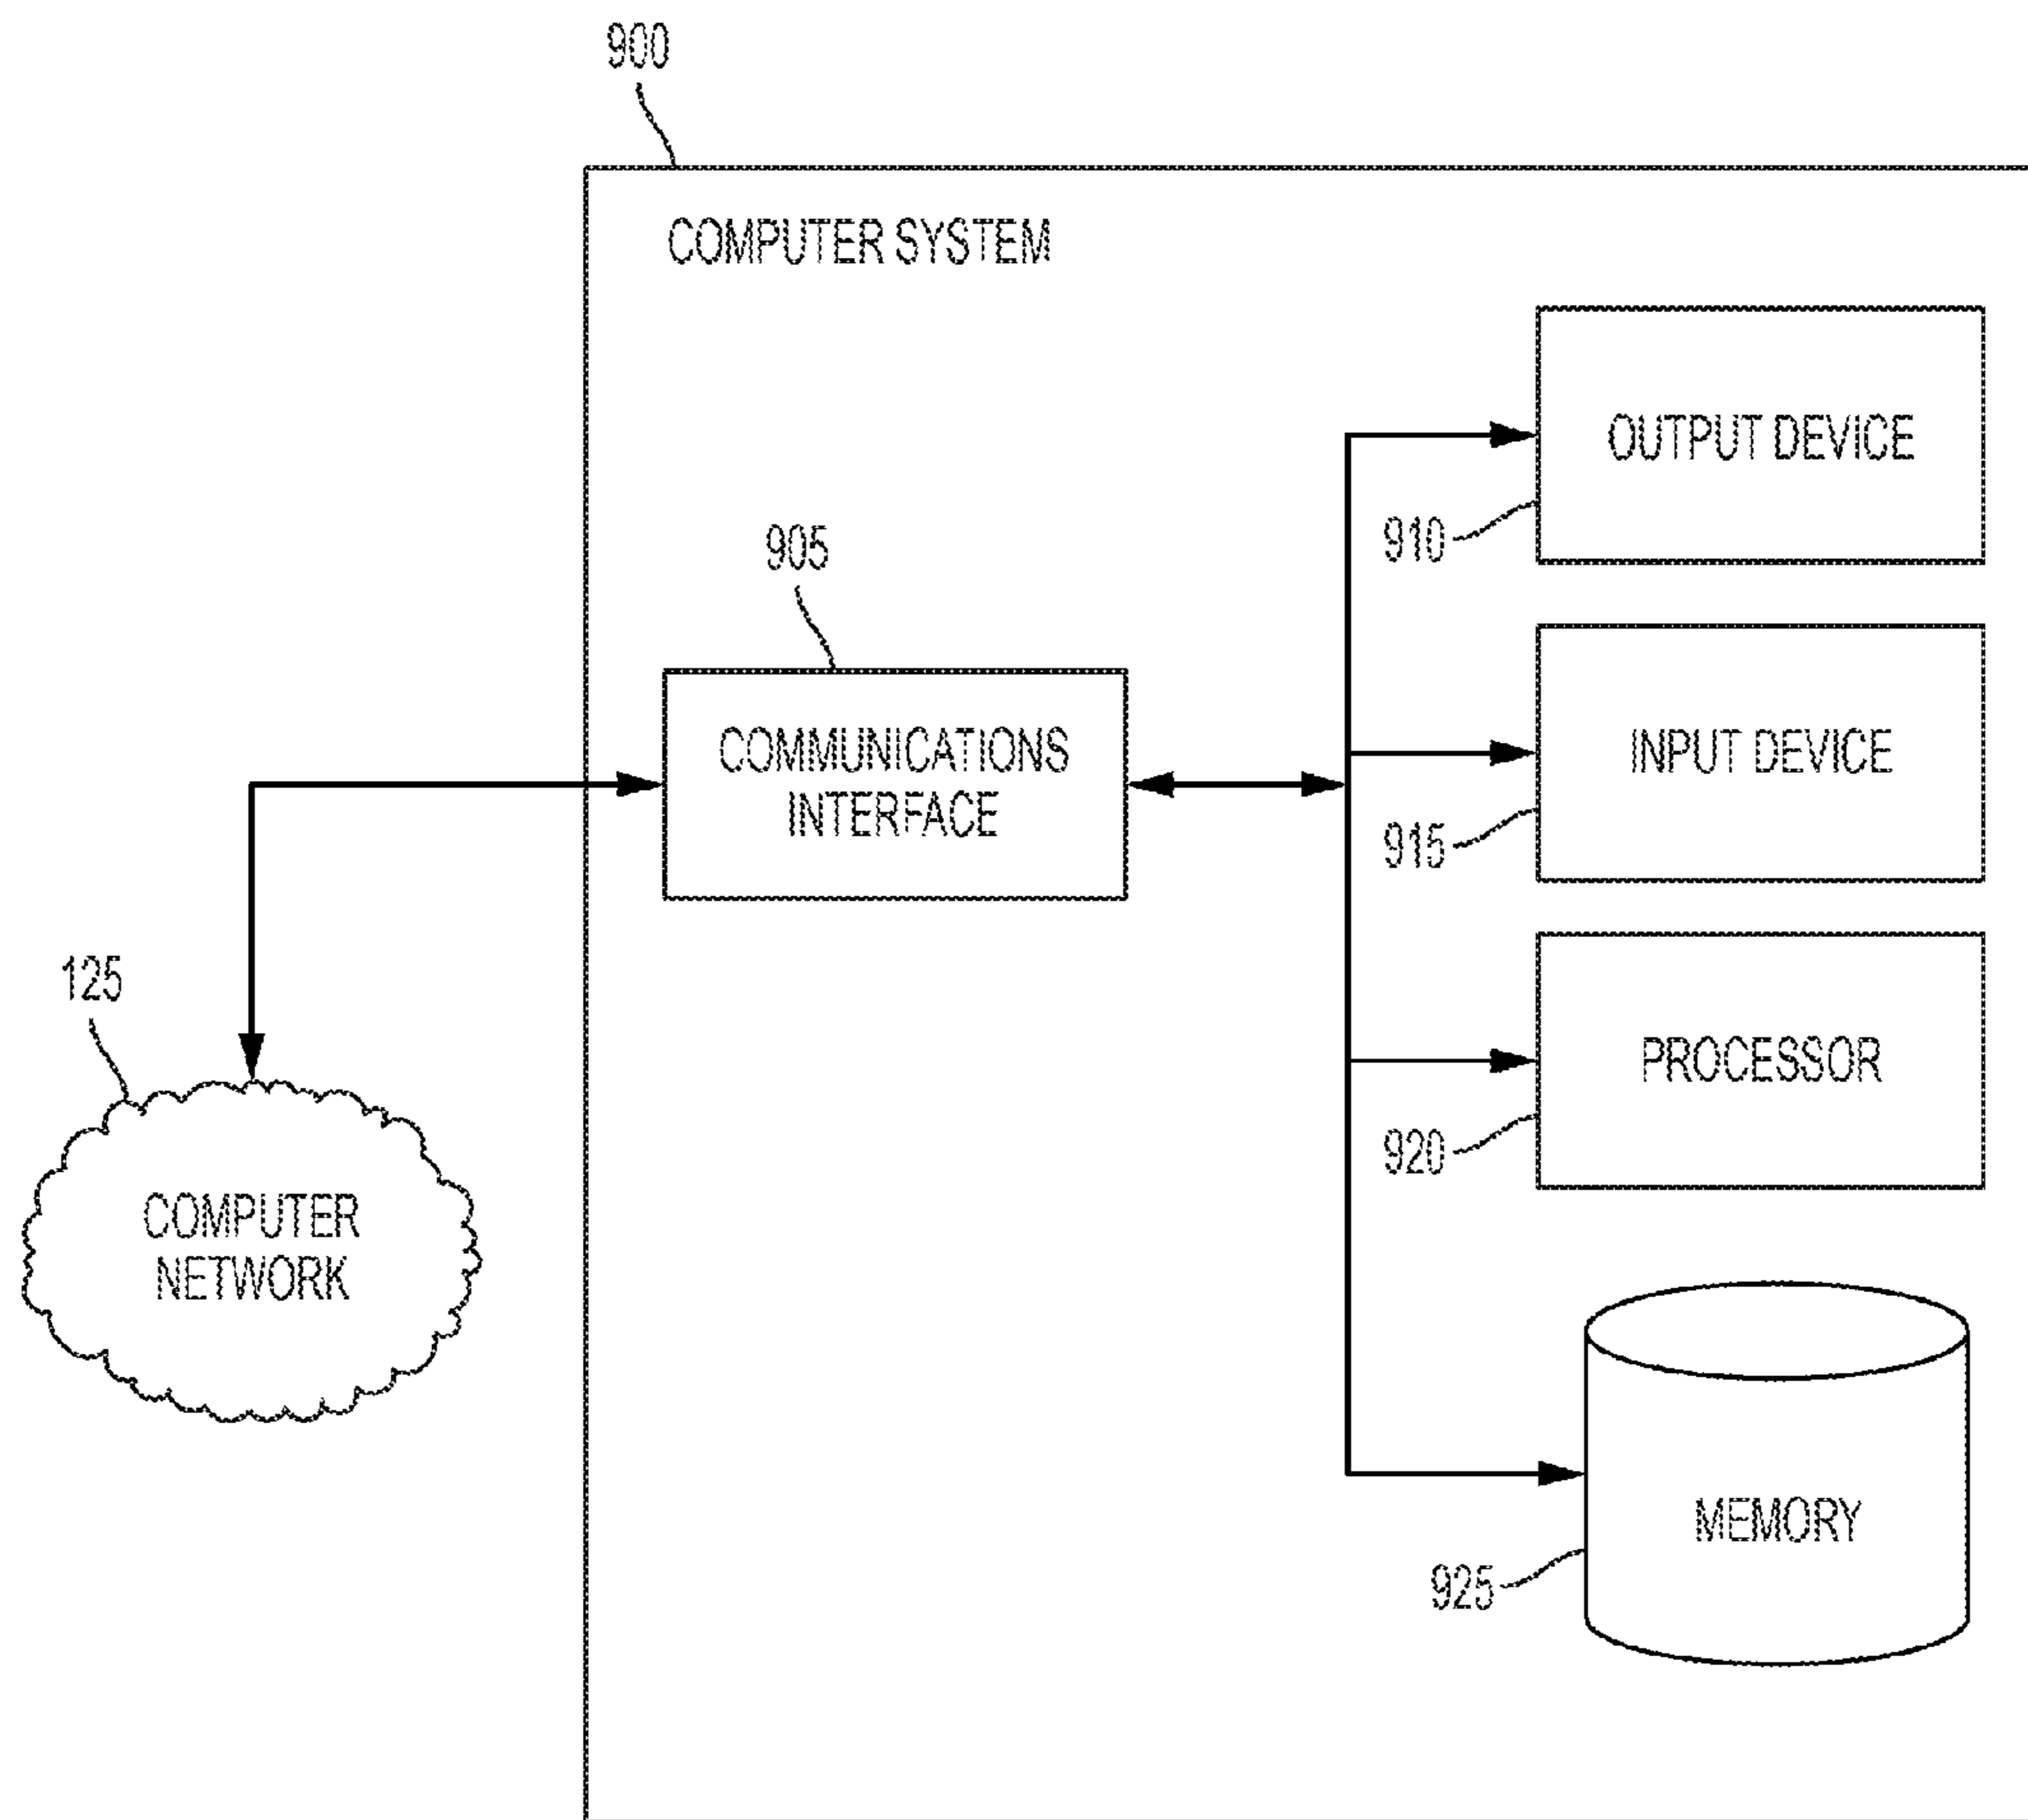 900
COMPUTER SYSTEM
OUTPUT DEVICE
910
905
COMMUNICATIONS
INTERFACE
INPUT DEVICE
915
125
COMPUTER
NETWORK
PROCESSOR
920
MEMORY
925